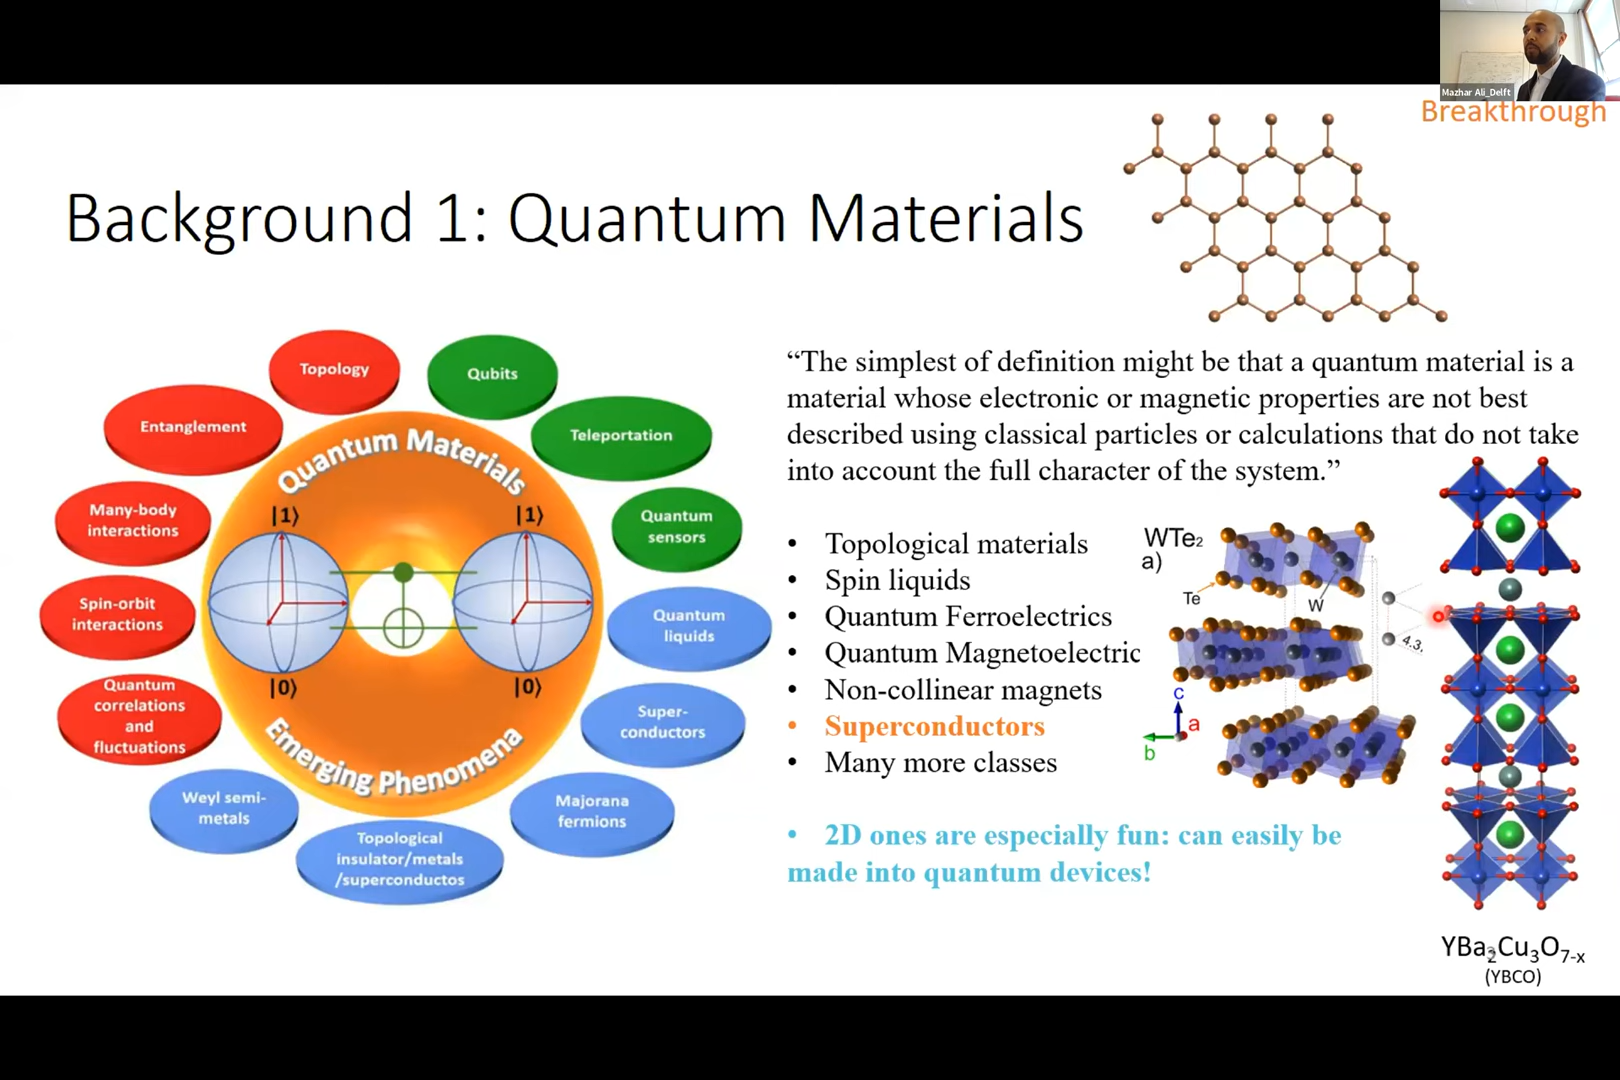 Mazhar Ali_Delft
Breakthrough
Background 1: Quantum Materials
Topology
Qubits
Entanglement
Teleportation
Many-body
interactions
Quantum
sensors
Spin-orbit
interactions
Quantum
liquids
Quantum
correlations
and
fluctuations
Super-
conductors
Weyl semi-
metals
Majorana
fermions
Topological
insulator/metals
/superconductos
Quantum Materials
|1⟩
|1⟩
|0⟩
|0⟩
Emerging Phenomena
“The simplest of definition might be that a quantum material is a
material whose electronic or magnetic properties are not best
described using classical particles or calculations that do not take
into account the full character of the system.”
• Topological materials
• Spin liquids
• Quantum Ferroelectrics
• Quantum Magnetoelectric
• Non-collinear magnets
• Superconductors
• Many more classes
• 2D ones are especially fun: can easily be
made into quantum devices!
WTe₂
a)
Te
W
4.3.
c
a
b
YBa₂Cu₃O₇₋ₓ
(YBCO)